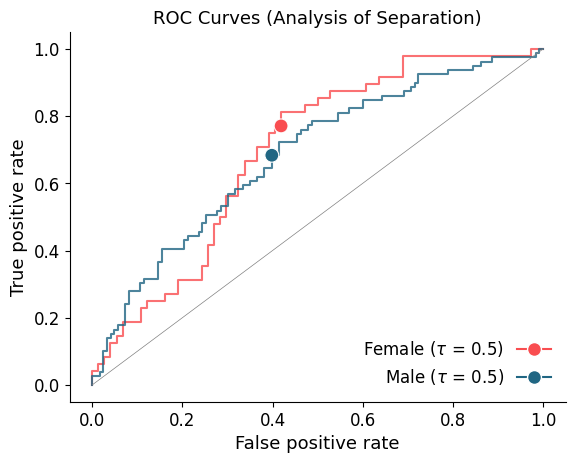 ROC Curves (Analysis of Separation)
True positive rate
1.0
0.8
0.6
0.4
0.2
0.0
Female (τ = 0.5)
Male (τ = 0.5)
0.0 0.2 0.4 0.6 0.8 1.0
False positive rate